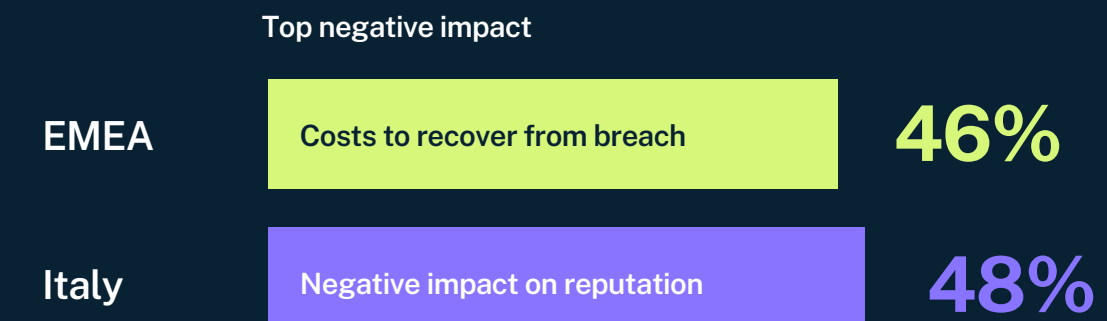 Top negative impact
EMEA
Costs to recover from breach
46%
Italy
Negative impact on reputation
48%